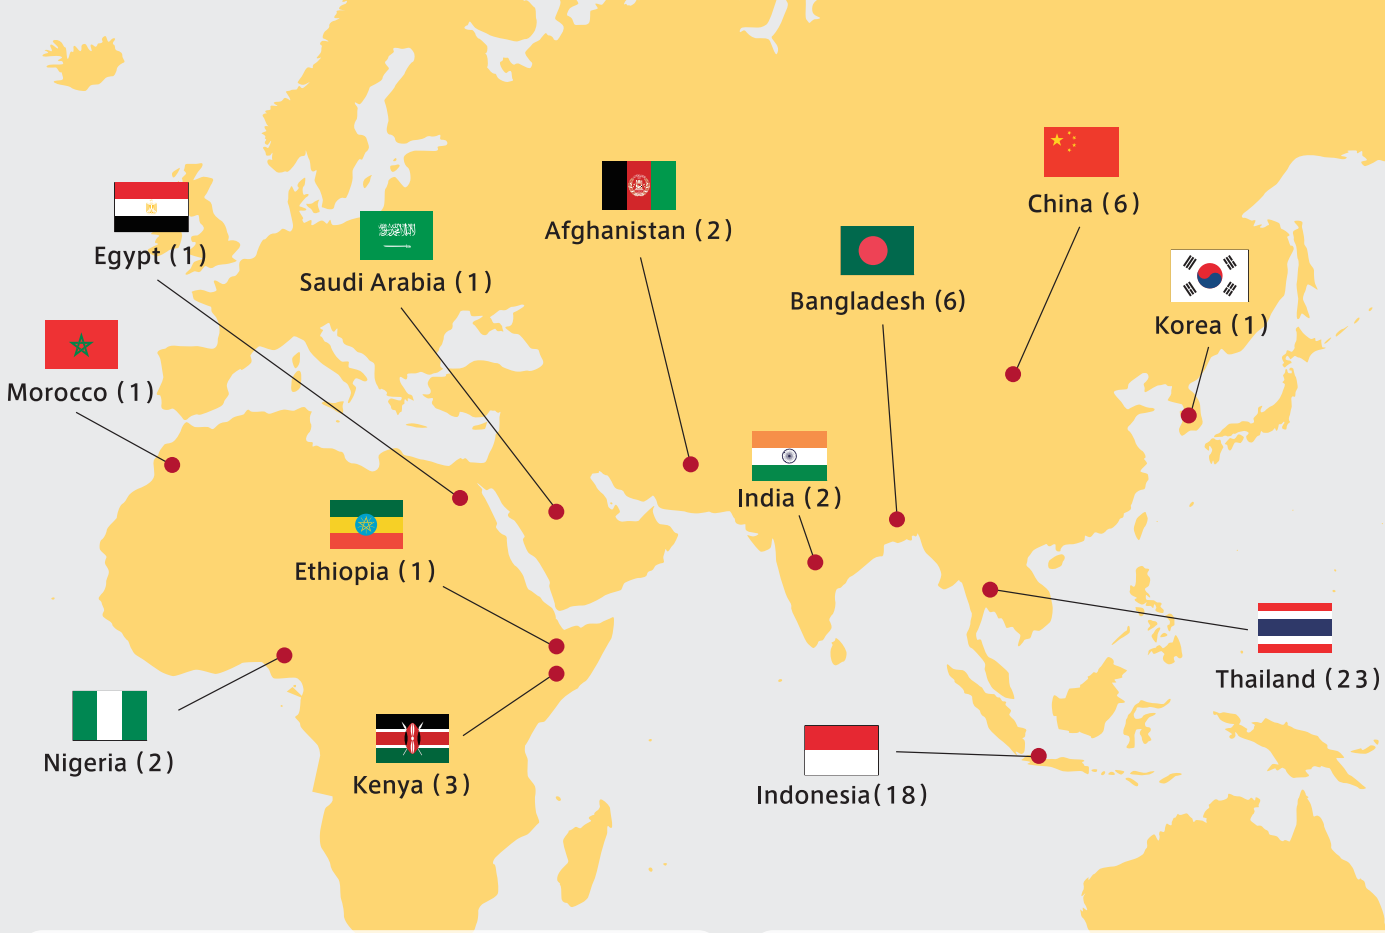 China (6)
Afghanistan (2)
Egypt (1)
Saudi Arabia (1)
Bangladesh (6)
Korea (1)
Morocco (1)
India (2)
Ethiopia (1)
Thailand (23)
Nigeria (2)
Kenya (3)
Indonesia(18)